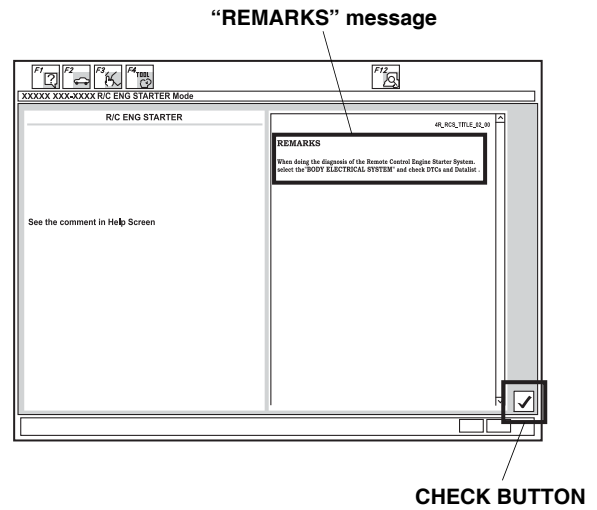 “REMARKS” message
F1 F2 F3 F4 TOOL F12
XXXXX XXX-XXXX R/C ENG STARTER Mode
R/C ENG STARTER
4R_RCS_TITLE_02_00
REMARKS
When doing the diagnosis of the Remote Control Engine Starter System.
select the"BODY ELECTRICAL SYSTEM" and check DTCs and Datalist .
See the comment in Help Screen
CHECK BUTTON